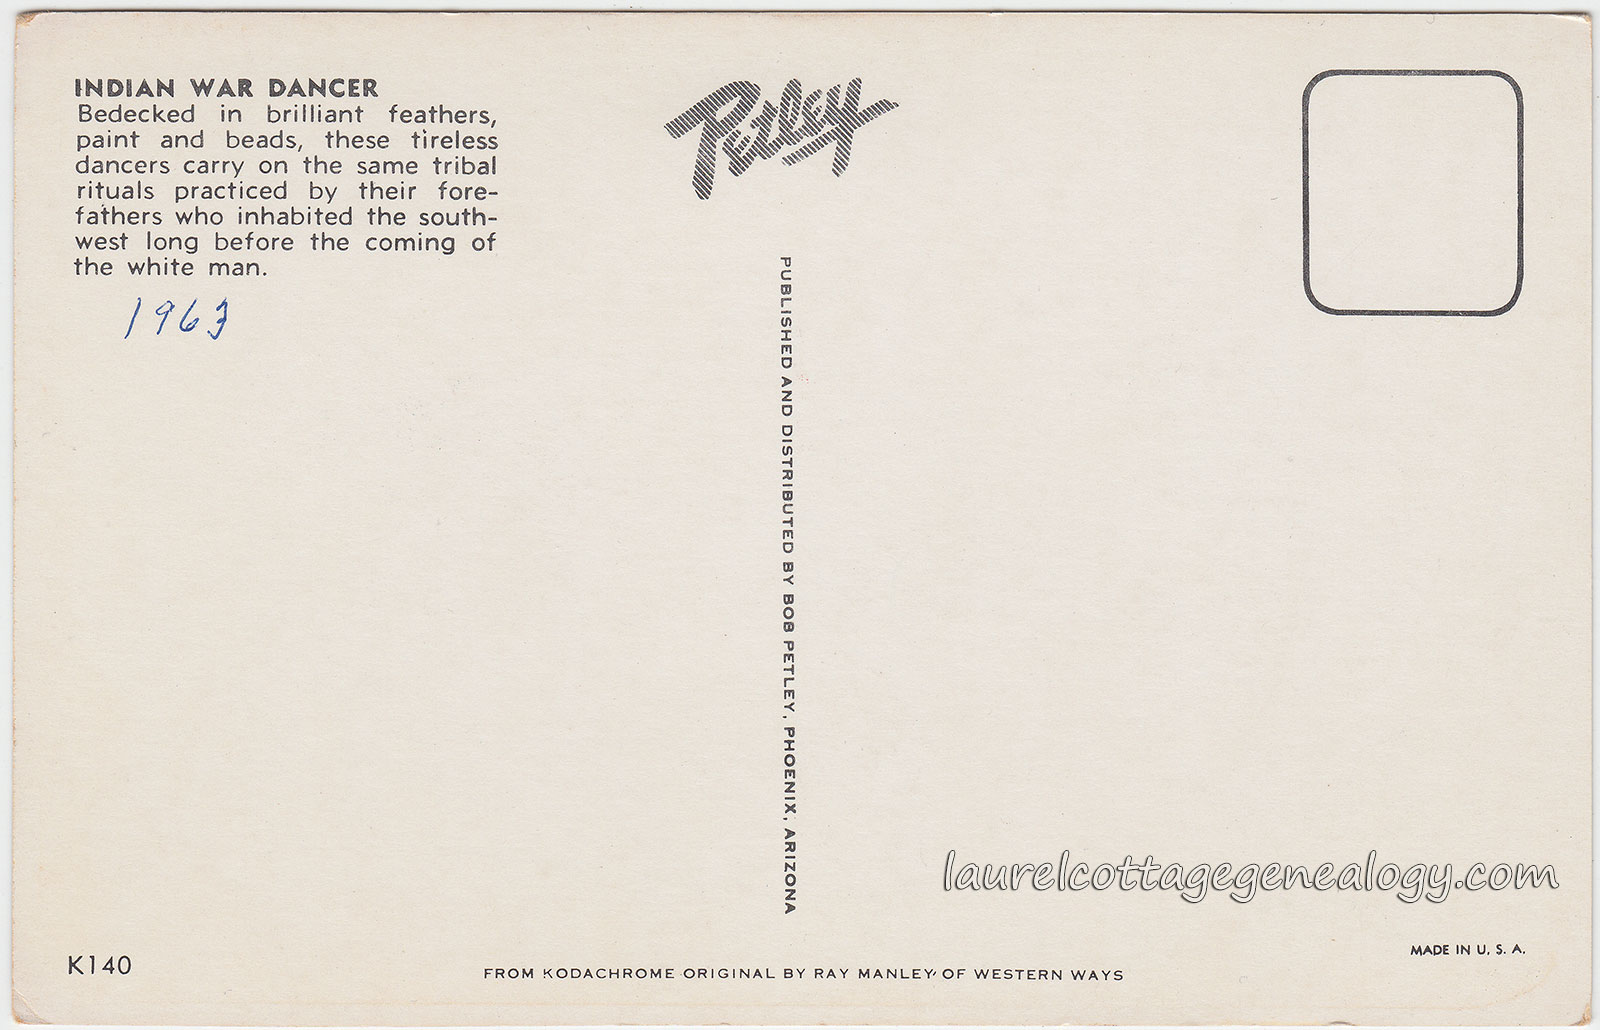 INDIAN WAR DANCER
Bedecked in brilliant feathers,
paint and beads, these tireless
dancers carry on the same tribal
rituals practiced by their fore-
fathers who inhabited the south-
west long before the coming of
the white man.
1963
Petley
PUBLISHED AND DISTRIBUTED BY BOB PETLEY, PHOENIX, ARIZONA
laurelcottagegenealogy.com
MADE IN U. S. A.
K140
FROM KODACHROME ORIGINAL BY RAY MANLEY OF WESTERN WAYS